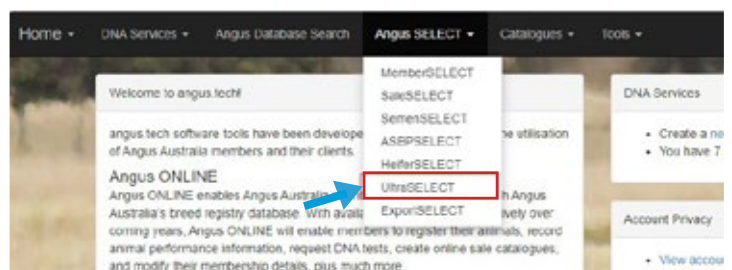 Home DNA Services Angus Database Search Angus SELECT Catalogues Tools
MemberSELECT
Welcome to angus.tech!
SaleSELECT
DNA Services
SemenSELECT
angus.tech software tools have been develope
ASBPSELECT
he utilisation
of Angus Australia members and their clients.
HeiferSELECT
Create a ne
You have 7
Angus ONLINE
UltraSELECT
Angus ONLINE enables Angus Australia
h Angus
Australia's breed registry database. With availa
ExportSELECT
ively over
coming years, Angus ONLINE will enable members to register their animals, record
Account Privacy
animal performance information, request DNA tests, create online sale catalogues,
and modify their membership details, plus much more.
View accou